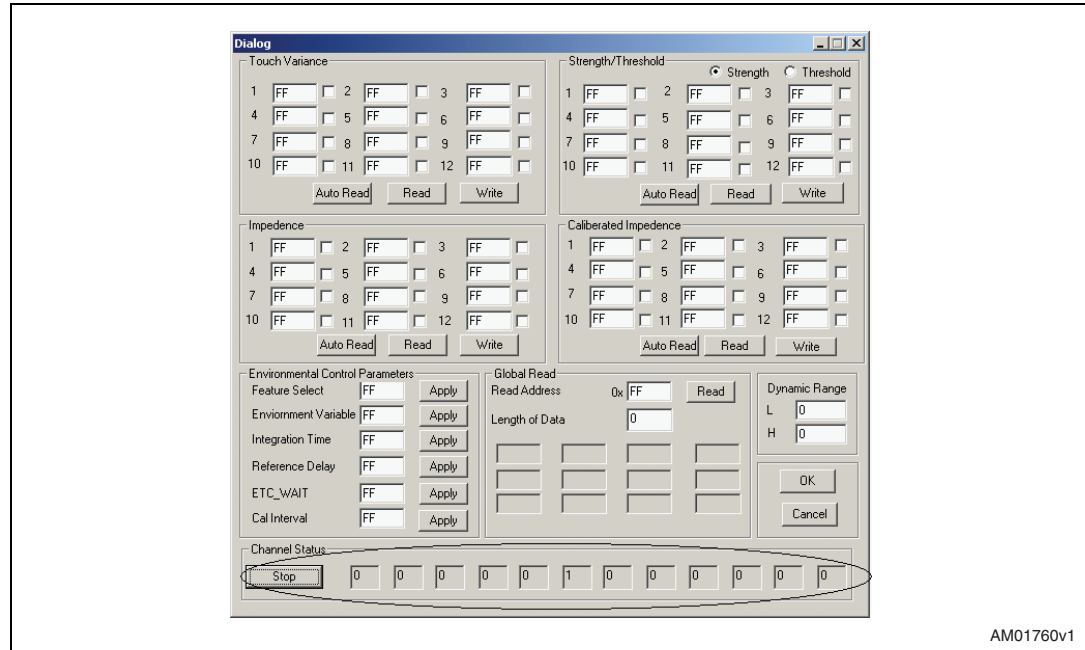 Dialog
Touch Variance
1 FF 2 FF 3 FF
4 FF 5 FF 6 FF
7 FF 8 FF 9 FF
10 FF 11 FF 12 FF
Auto Read Read Write
Strength/Threshold
Strength Threshold
1 FF 2 FF 3 FF
4 FF 5 FF 6 FF
7 FF 8 FF 9 FF
10 FF 11 FF 12 FF
Auto Read Read Write
Impedence
1 FF 2 FF 3 FF
4 FF 5 FF 6 FF
7 FF 8 FF 9 FF
10 FF 11 FF 12 FF
Auto Read Read Write
Caliberated Impedence
1 FF 2 FF 3 FF
4 FF 5 FF 6 FF
7 FF 8 FF 9 FF
10 FF 11 FF 12 FF
Auto Read Read Write
Environmental Control Parameters
Feature Select FF Apply
Enviornment Variable FF Apply
Integration Time FF Apply
Reference Delay FF Apply
ETC_WAIT FF Apply
Cal Interval FF Apply
Global Read
Read Address 0x FF Read
Length of Data 0
Dynamic Range
L 0
H 0
OK
Cancel
Channel Status
Stop 0 0 0 0 0 1 0 0 0 0 0 0
AM01760v1